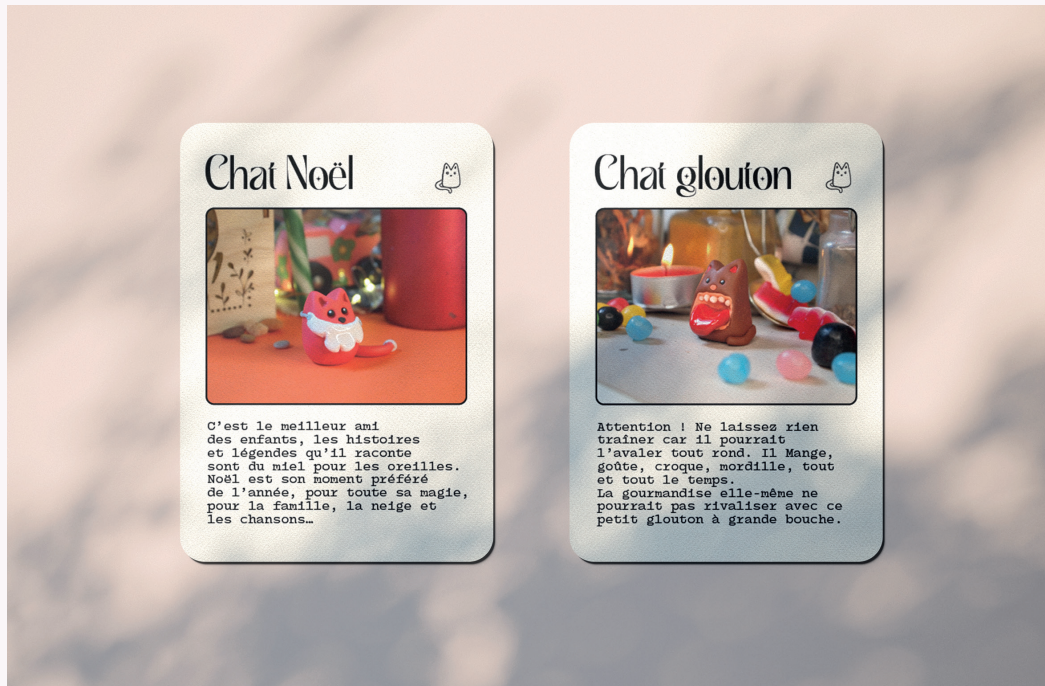 Chat Noël
C’est le meilleur ami
des enfants, les histoires
et légendes qu’il raconte
sont du miel pour les oreilles.
Noël est son moment préféré
de l’année, pour toute sa magie,
pour la famille, la neige et
les chansons…
Chat glouton
Attention ! Ne laissez rien
traîner car il pourrait
l’avaler tout rond. Il Mange,
goûte, croque, mordille, tout
et tout le temps.
La gourmandise elle-même ne
pourrait pas rivaliser avec ce
petit glouton à grande bouche.